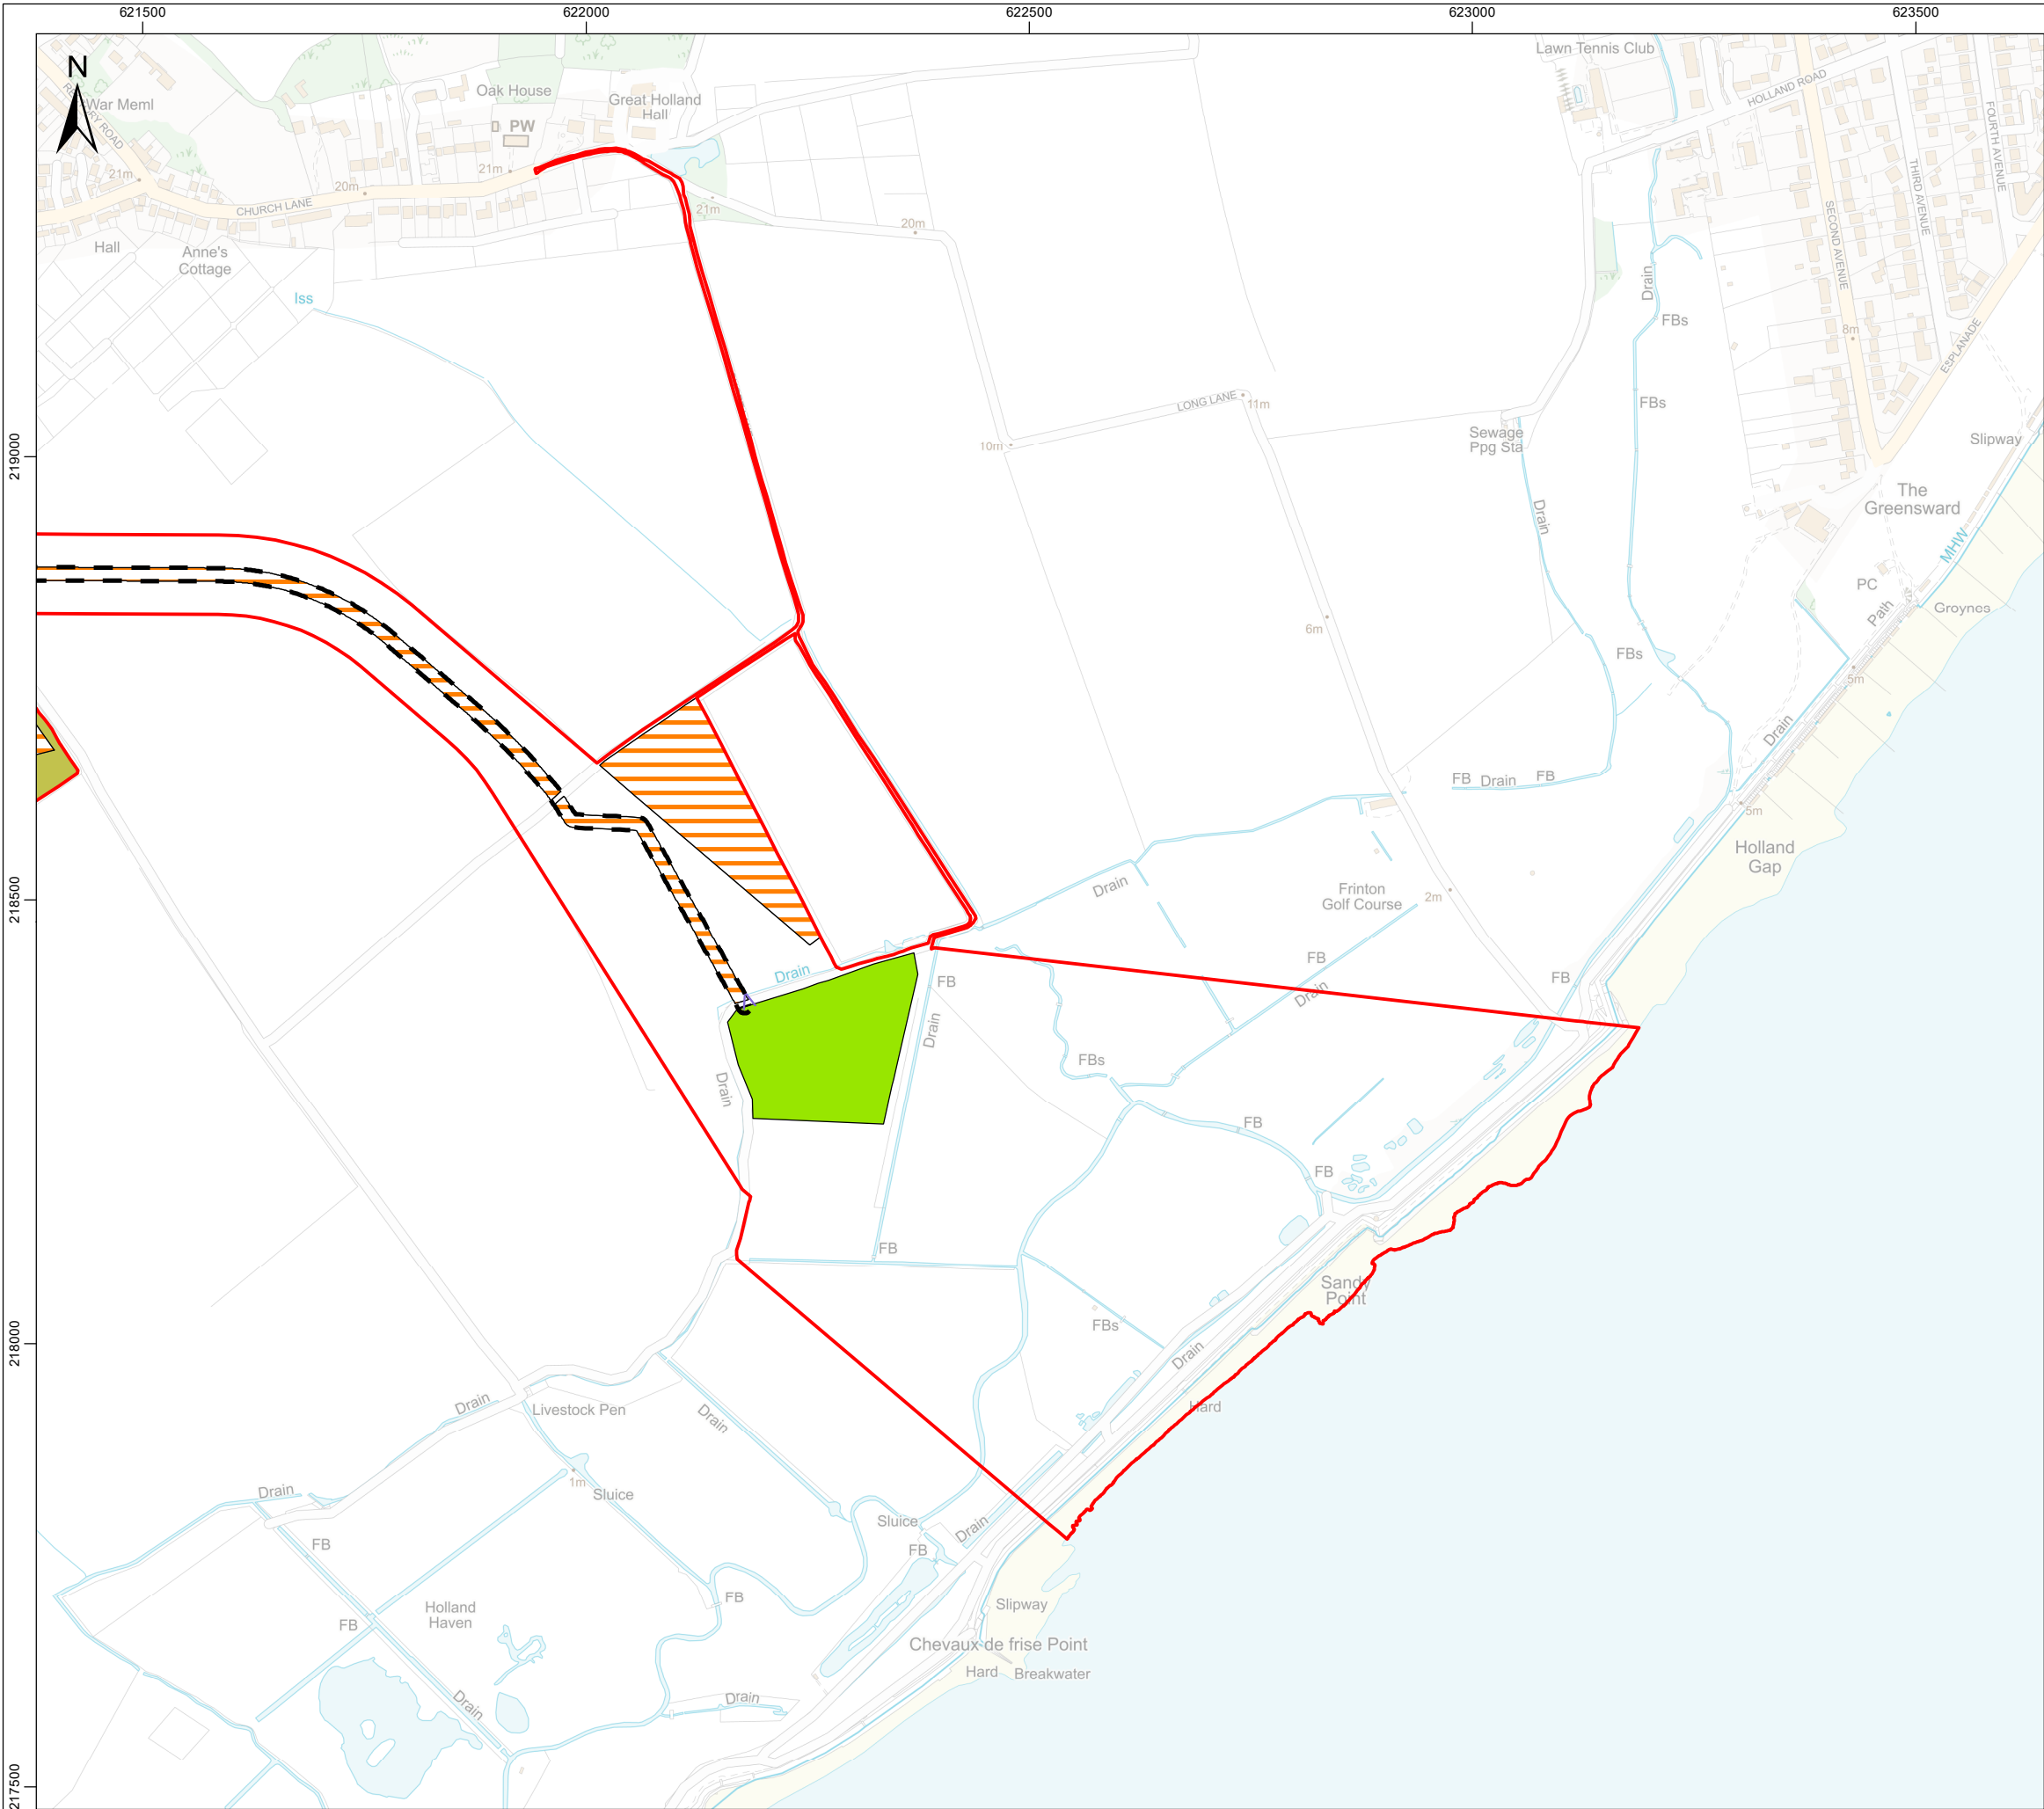 621500
622000
622500
623000
623500
N
War Meml
Oak House
Great Holland
Hall
PW
Lawn Tennis Club
HOLLAND ROAD
FOURTH AVENUE
THIRD AVENUE
SECOND AVENUE
ESPLANADE
21m
20m
21m
CHURCH LANE
21m
20m
Hall
Anne's
Cottage
Iss
Drain
FBs
8m
FBs
LONG LANE
11m
10m
Sewage
Ppg Sta
Slipway
219000
The
Greensward
Drain
MHW
PC
Path
Groynes
6m
FBs
5m
Drain
FB
Drain
FB
5m
Holland
Gap
Drain
Frinton
Golf Course
2m
218500
FB
Drain
FB
Drain
FB
Drain
FBs
Drain
FB
FB
FB
Sandy
Point
FBs
Drain
218000
Hard
Livestock Pen
Drain
Drain
1m
Sluice
Drain
Sluice
Drain
FB
FB
FB
Holland
Haven
FB
Slipway
Chevaux de frise Point
Hard
Breakwater
Drain
Drain
217500